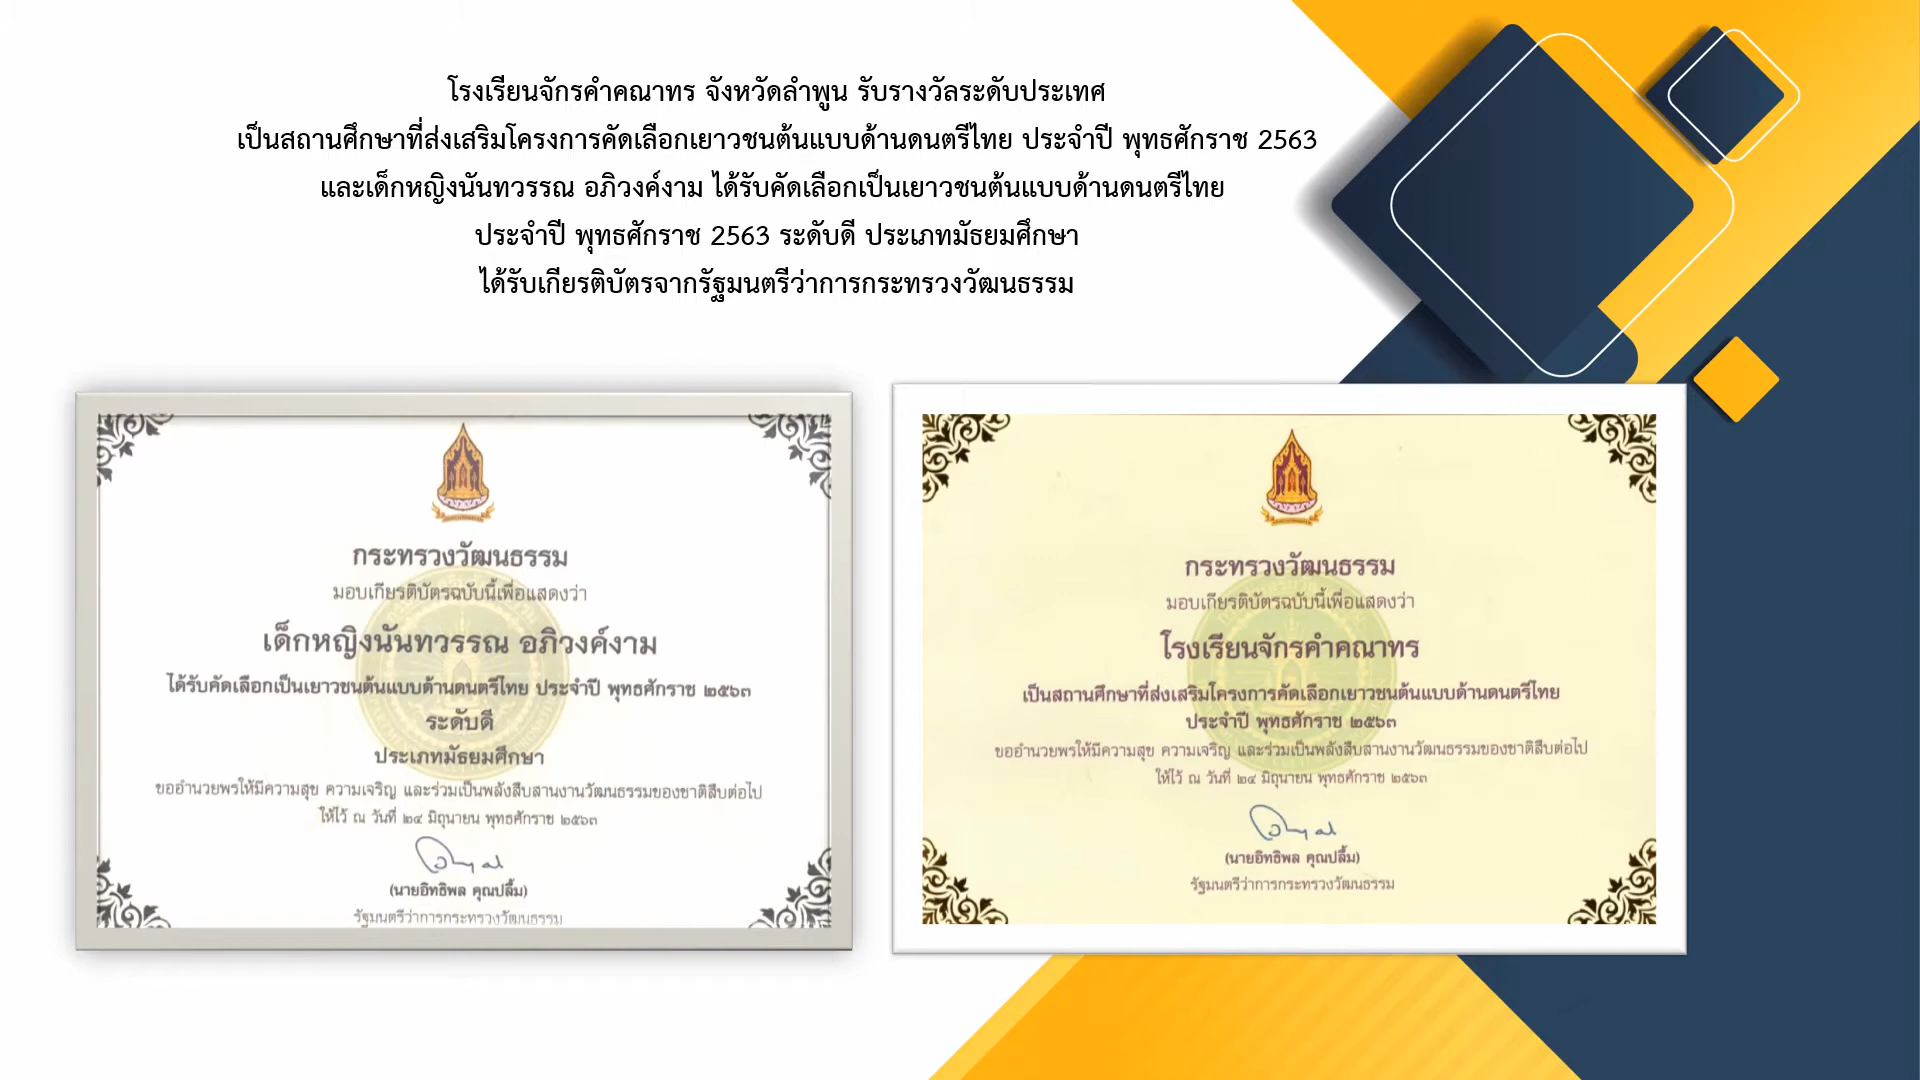 โรงเรียนจักรคำคณาทร จังหวัดลำพูน รับรางวัลระดับประเทศ
เป็นสถานศึกษาที่ส่งเสริมโครงการคัดเลือกเยาวชนต้นแบบด้านดนตรีไทย ประจำปี พุทธศักราช 2563
และเด็กหญิงนันทวรรณ อภิวงค์งาม ได้รับคัดเลือกเป็นเยาวชนต้นแบบด้านดนตรีไทย
ประจำปี พุทธศักราช 2563 ระดับดี ประเภทมัธยมศึกษา
ได้รับเกียรติบัตรจากรัฐมนตรีว่าการกระทรวงวัฒนธรรม
กระทรวงวัฒนธรรม
มอบเกียรติบัตรฉบับนี้เพื่อแสดงว่า
เด็กหญิงนันทวรรณ อภิวงค์งาม
ได้รับคัดเลือกเป็นเยาวชนต้นแบบด้านดนตรีไทย ประจำปี พุทธศักราช ๒๕๖๓
ระดับดี
ประเภทมัธยมศึกษา
ขออำนวยพรให้มีความสุข ความเจริญ และร่วมเป็นพลังสืบสานงานวัฒนธรรมของชาติสืบต่อไป
ให้ไว้ ณ วันที่ ๒๔ มิถุนายน พุทธศักราช ๒๕๖๓
(นายอิทธิพล คุณปลื้ม)
รัฐมนตรีว่าการกระทรวงวัฒนธรรม
กระทรวงวัฒนธรรม
มอบเกียรติบัตรฉบับนี้เพื่อแสดงว่า
โรงเรียนจักรคำคณาทร
เป็นสถานศึกษาที่ส่งเสริมโครงการคัดเลือกเยาวชนต้นแบบด้านดนตรีไทย
ประจำปี พุทธศักราช ๒๕๖๓
ขออำนวยพรให้มีความสุข ความเจริญ และร่วมเป็นพลังสืบสานงานวัฒนธรรมของชาติสืบต่อไป
ให้ไว้ ณ วันที่ ๒๔ มิถุนายน พุทธศักราช ๒๕๖๓
(นายอิทธิพล คุณปลื้ม)
รัฐมนตรีว่าการกระทรวงวัฒนธรรม